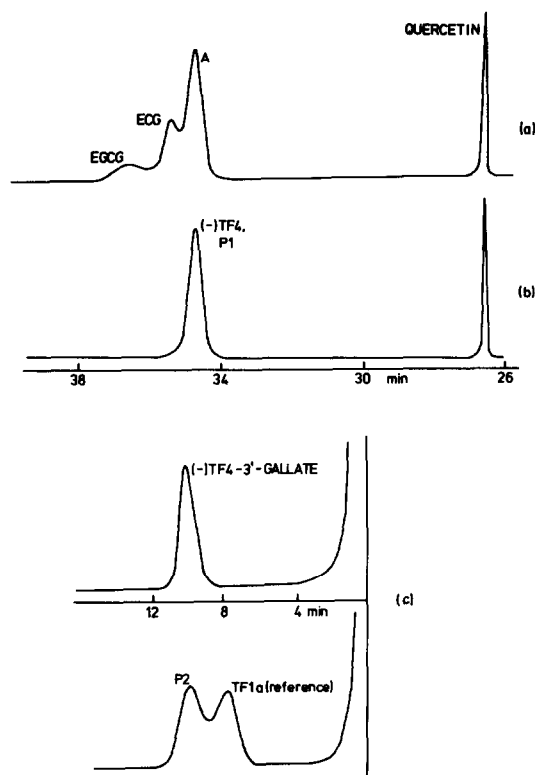 QUERCETIN
A
ECG
EGCG
(a)
(-)TF4,
P1
(b)
38 34 30 min 26
(-)TF4-3'-GALLATE
12 8 4 min
(c)
P2 TF1a(reference)